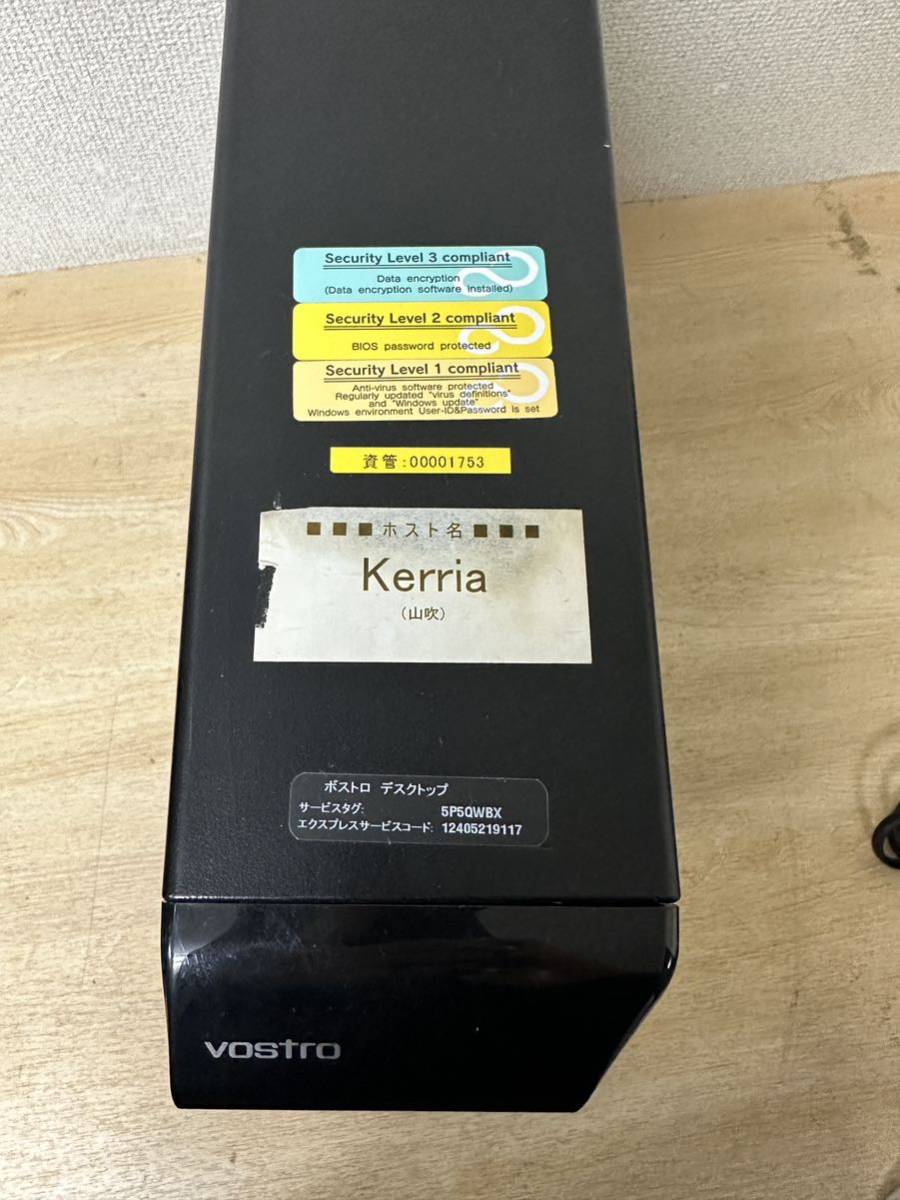 Security Level 3 compliant
Data encryption
(Data encryption software installed)
Security Level 2 compliant
BIOS password protected
Security Level 1 compliant
Anti-virus software protected
Regularly updated "virus definitions"
and "Windows update"
Windows environment User-ID&Password is set
資管:00001753
■■■ホスト名■■■
Kerria
(山吹)
ボストロ デスクトップ
サービスタグ: 5P5QWBX
エクスプレスサービスコード: 12405219117
vostro